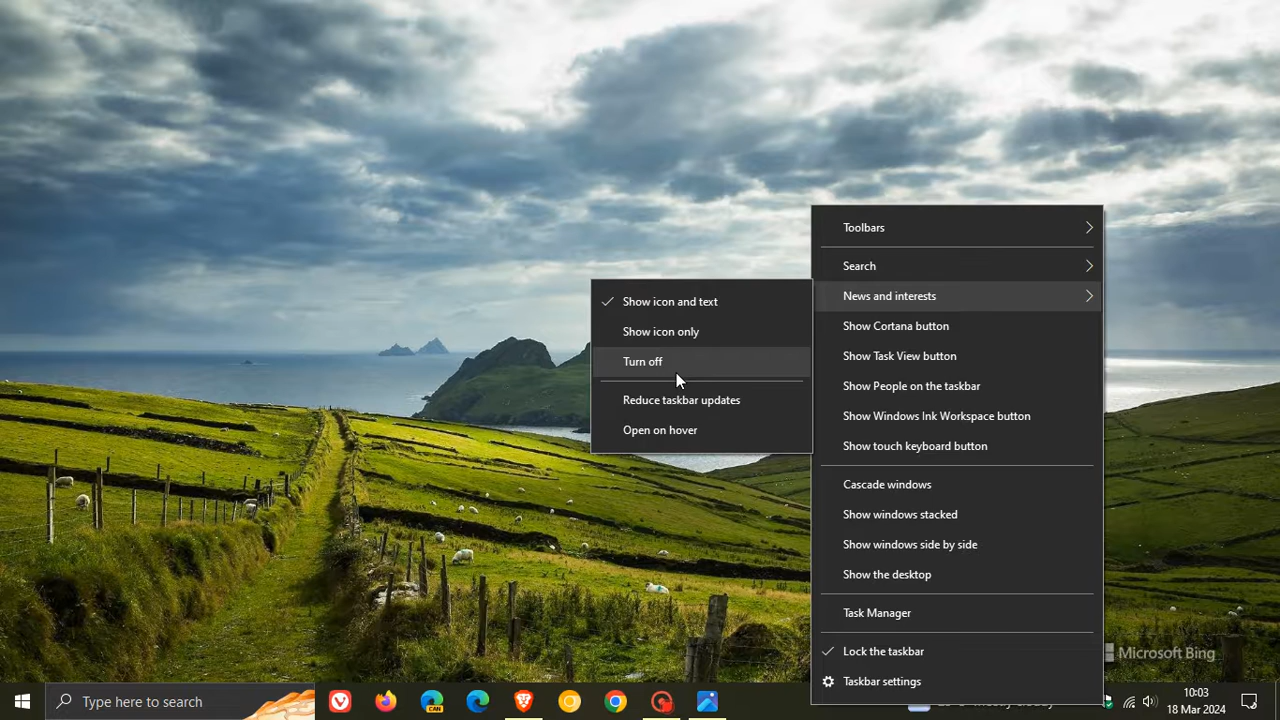 Toolbars
Search
News and interests
Show Cortana button
Show Task View button
Show People on the taskbar
Show Windows Ink Workspace button
Show touch keyboard button
Cascade windows
Show windows stacked
Show windows side by side
Show the desktop
Task Manager
Lock the taskbar
Taskbar settings
Show icon and text
Show icon only
Turn off
Reduce taskbar updates
Open on hover
Microsoft Bing
Type here to search
CAN
10:03
18 Mar 2024